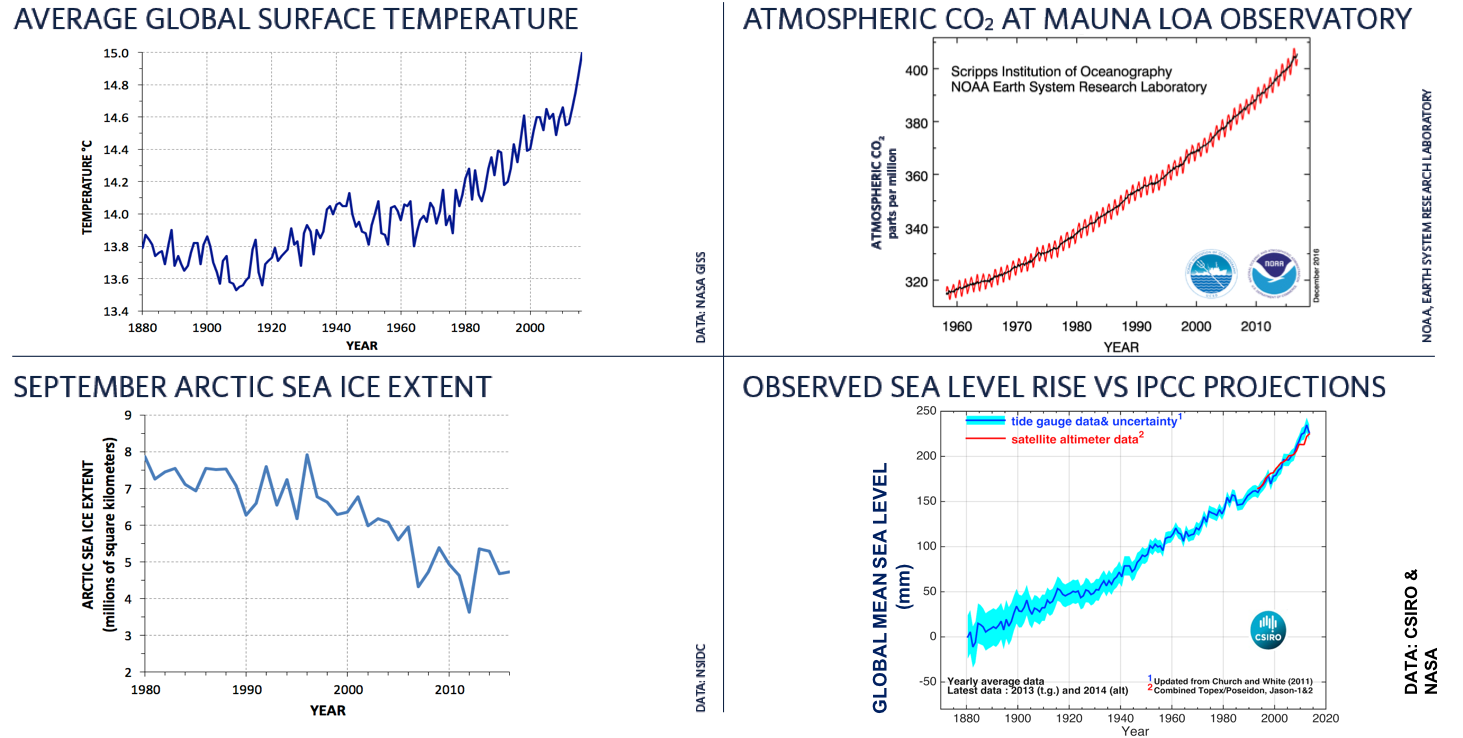 AVERAGE GLOBAL SURFACE TEMPERATURE
15.0
14.8
14.6
14.4
14.2
14.0
13.8
13.6
13.4
TEMPERATURE °C
1880 1900 1920 1940 1960 1980 2000
YEAR
DATA: NASA GISS
ATMOSPHERIC CO₂ AT MAUNA LOA OBSERVATORY
Scripps Institution of Oceanography
NOAA Earth System Research Laboratory
400
380
360
340
320
ATMOSPHERIC CO₂
parts per million
NOAA
December 2016
1960 1970 1980 1990 2000 2010
YEAR
NOAA, EARTH SYSTEM RESEARCH LABORATORY
SEPTEMBER ARCTIC SEA ICE EXTENT
9
8
7
6
5
4
3
2
ARCTIC SEA ICE EXTENT
(millions of square kilometers)
1980 1990 2000 2010
YEAR
DATA: NSIDC
OBSERVED SEA LEVEL RISE VS IPCC PROJECTIONS
250
200
150
100
50
0
-50
GLOBAL MEAN SEA LEVEL
(mm)
tide gauge data& uncertainty¹
satellite altimeter data²
CSIRO
Yearly average data
Latest data : 2013 (t.g.) and 2014 (alt)
¹ Updated from Church and White (2011)
² Combined Topex/Poseidon, Jason-1&2
1880 1900 1920 1940 1960 1980 2000 2020
Year
DATA: CSIRO &
NASA